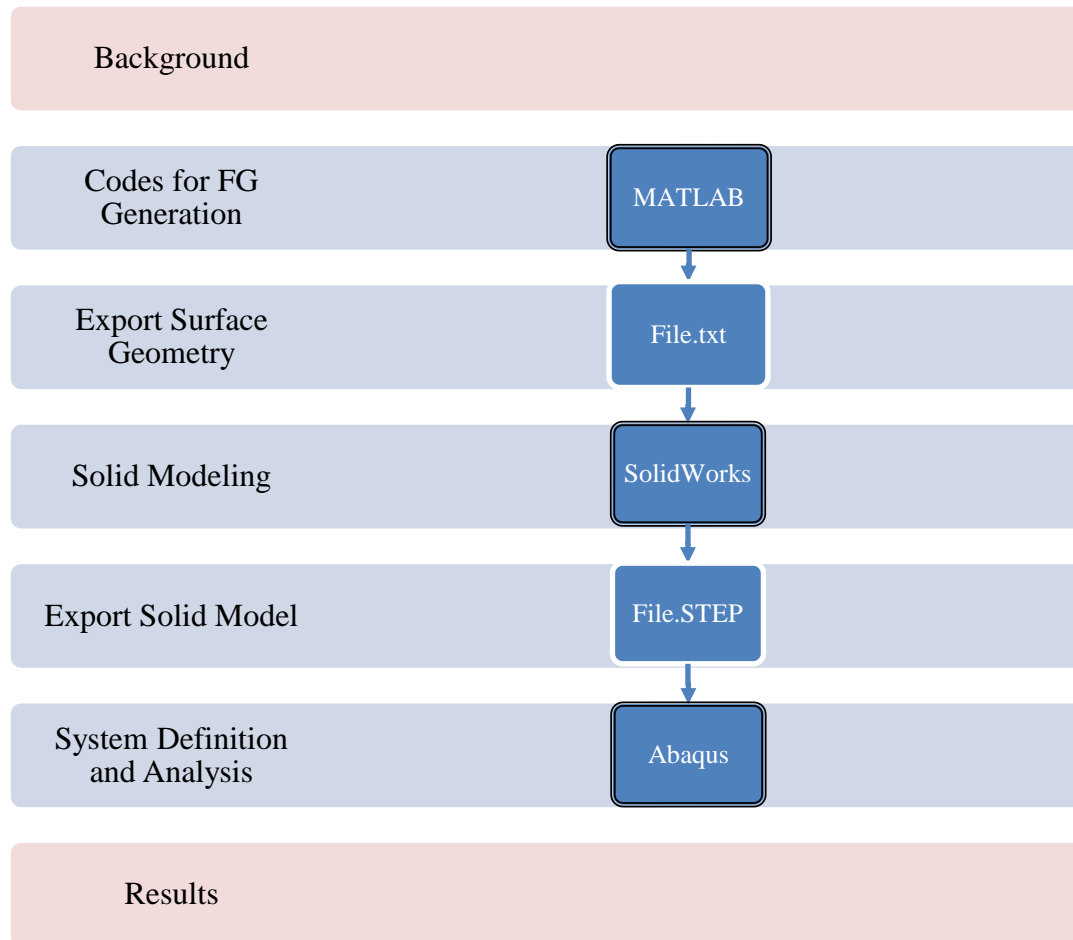 Background
Codes for FG
Generation
MATLAB
Export Surface
Geometry
File.txt
Solid Modeling
SolidWorks
Export Solid Model
File.STEP
System Definition
and Analysis
Abaqus
Results